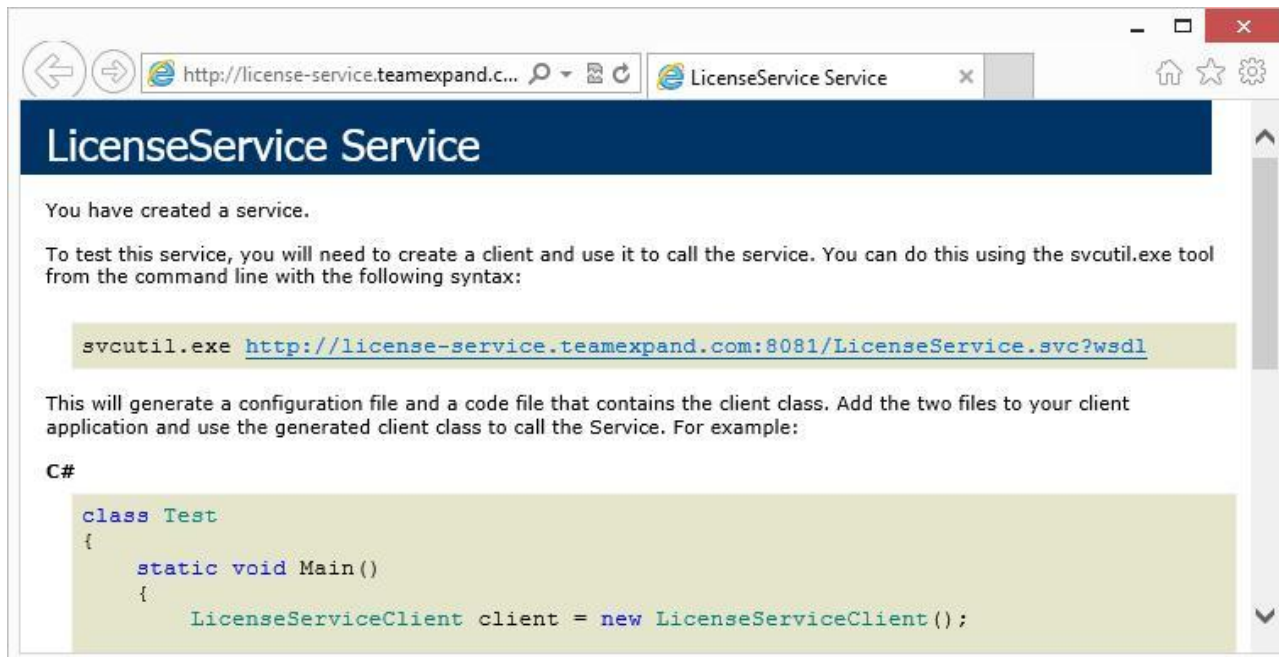 http://license-service.teamexpand.c...
LicenseService Service
LicenseService Service
You have created a service.
To test this service, you will need to create a client and use it to call the service. You can do this using the svcutil.exe tool
from the command line with the following syntax:
svcutil.exe http://license-service.teamexpand.com:8081/LicenseService.svc?wsdl
This will generate a configuration file and a code file that contains the client class. Add the two files to your client
application and use the generated client class to call the Service. For example:
C#
class Test
{
    static void Main()
    {
        LicenseServiceClient client = new LicenseServiceClient();